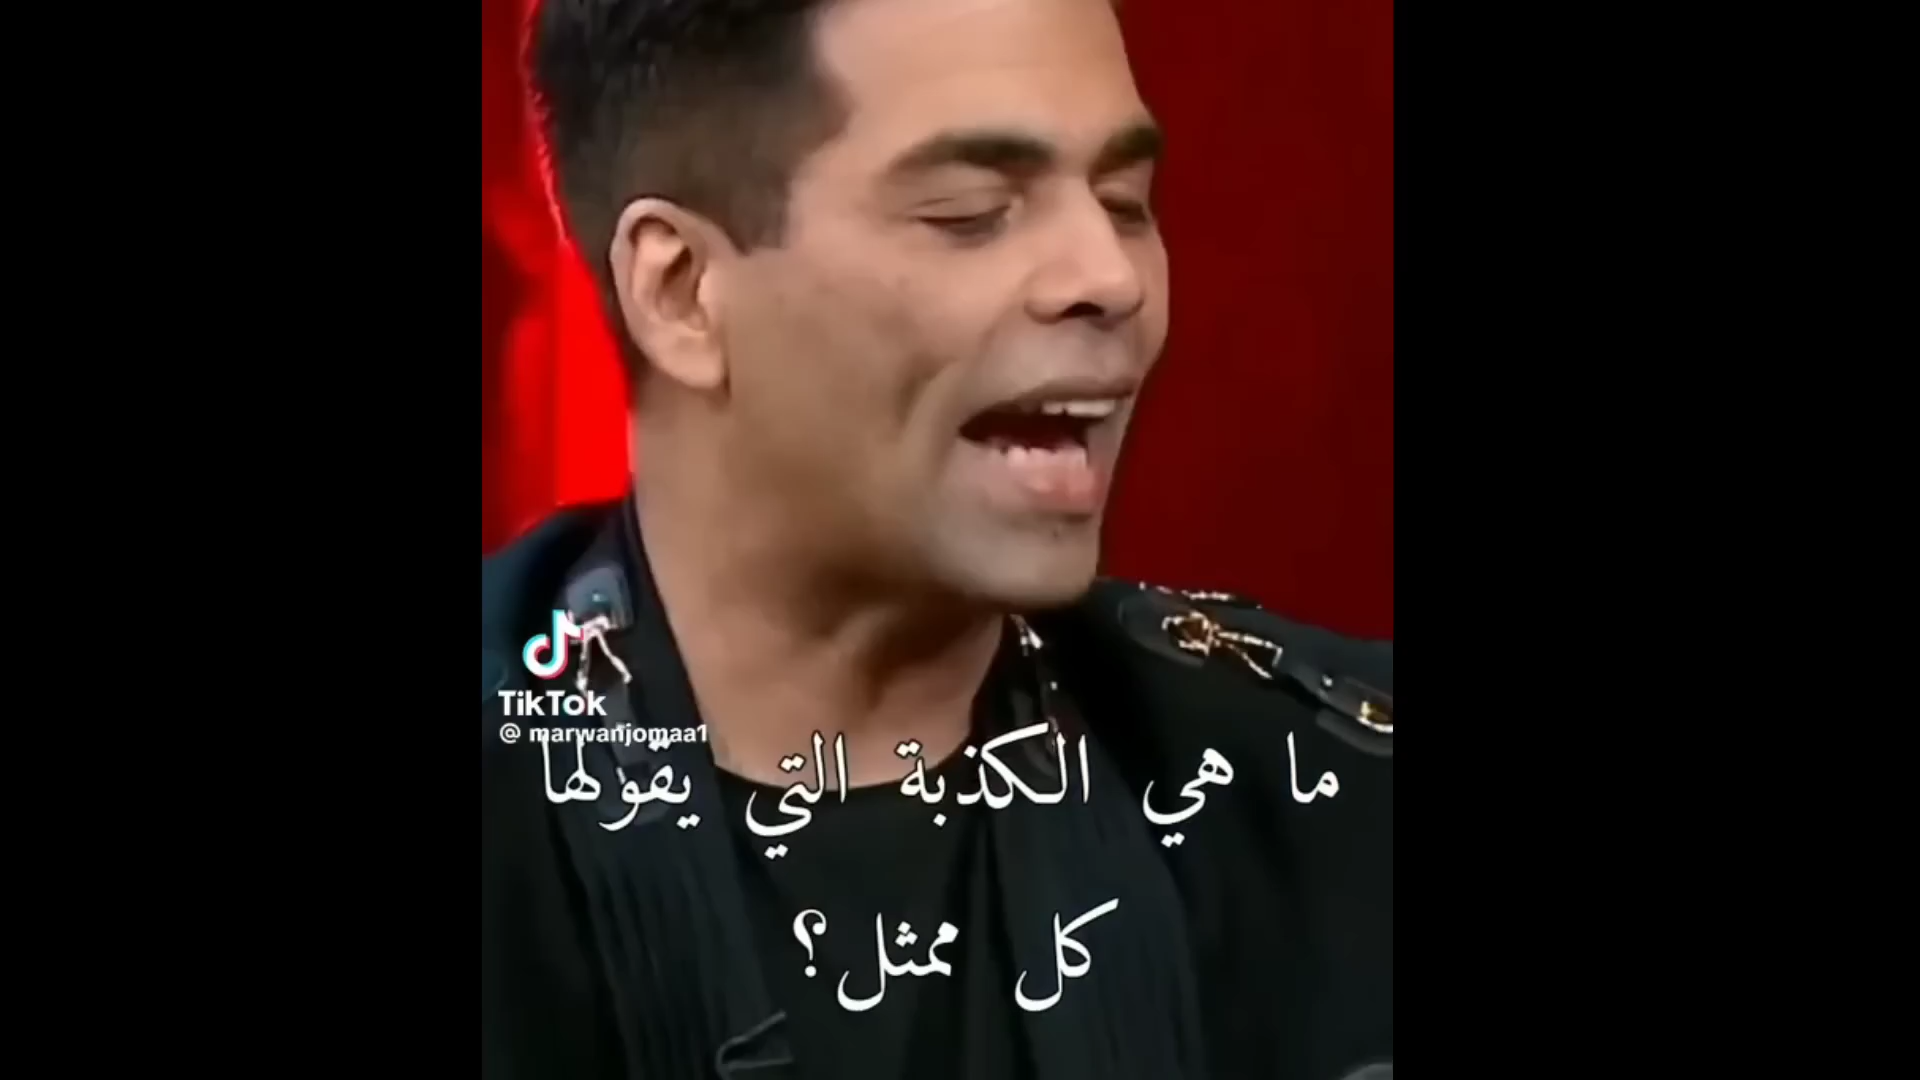 TikTok
@ marwanjomaa1
ما هي الكذبة التي يقولها
كل ممثل؟